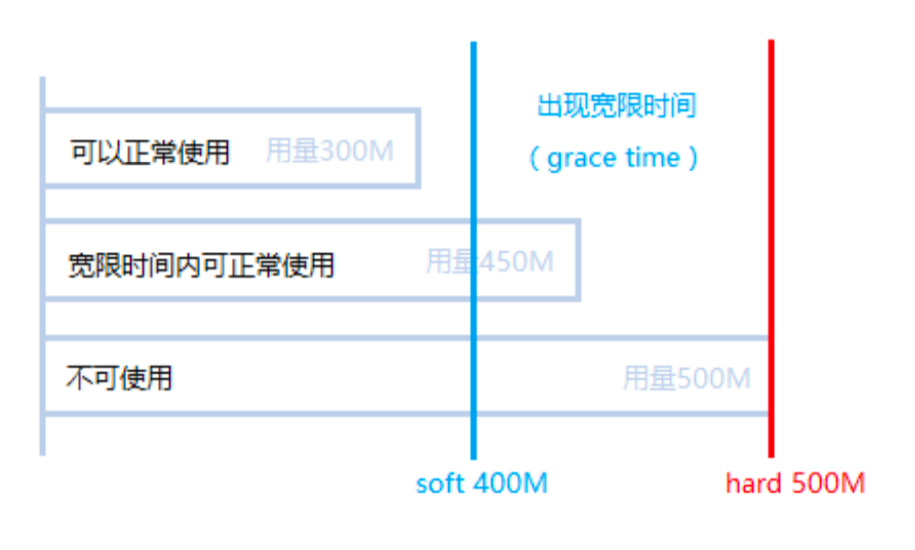 出现宽限时间
( grace time )
可以正常使用 用量300M
宽限时间内可正常使用 用量450M
不可使用 用量500M
soft 400M hard 500M